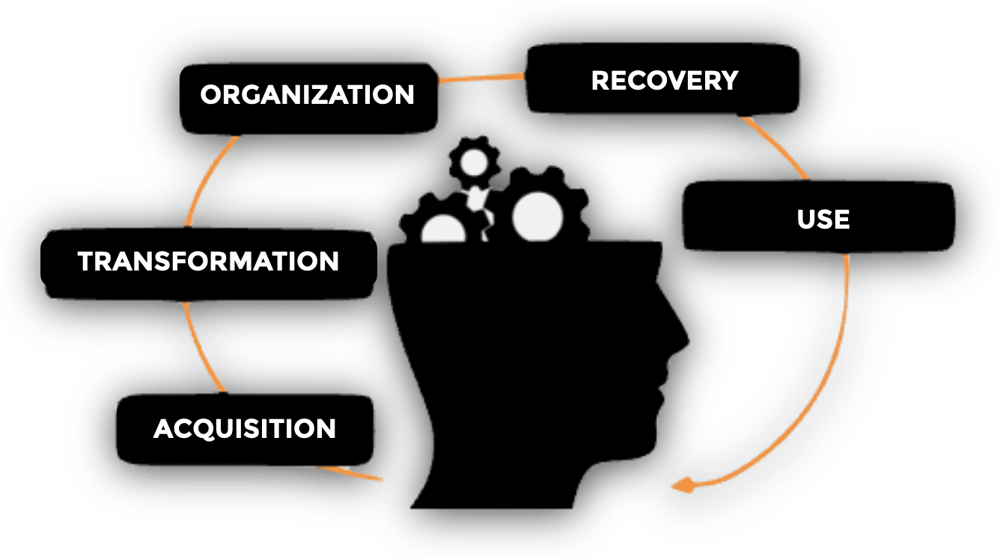 ORGANIZATION
RECOVERY
USE
TRANSFORMATION
ACQUISITION